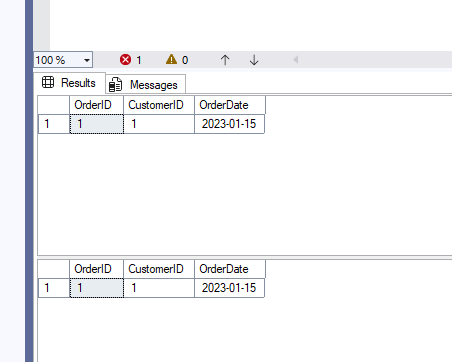 100 % 1 0
Results Messages
OrderID CustomerID OrderDate
1 1 1 2023-01-15
OrderID CustomerID OrderDate
1 1 1 2023-01-15